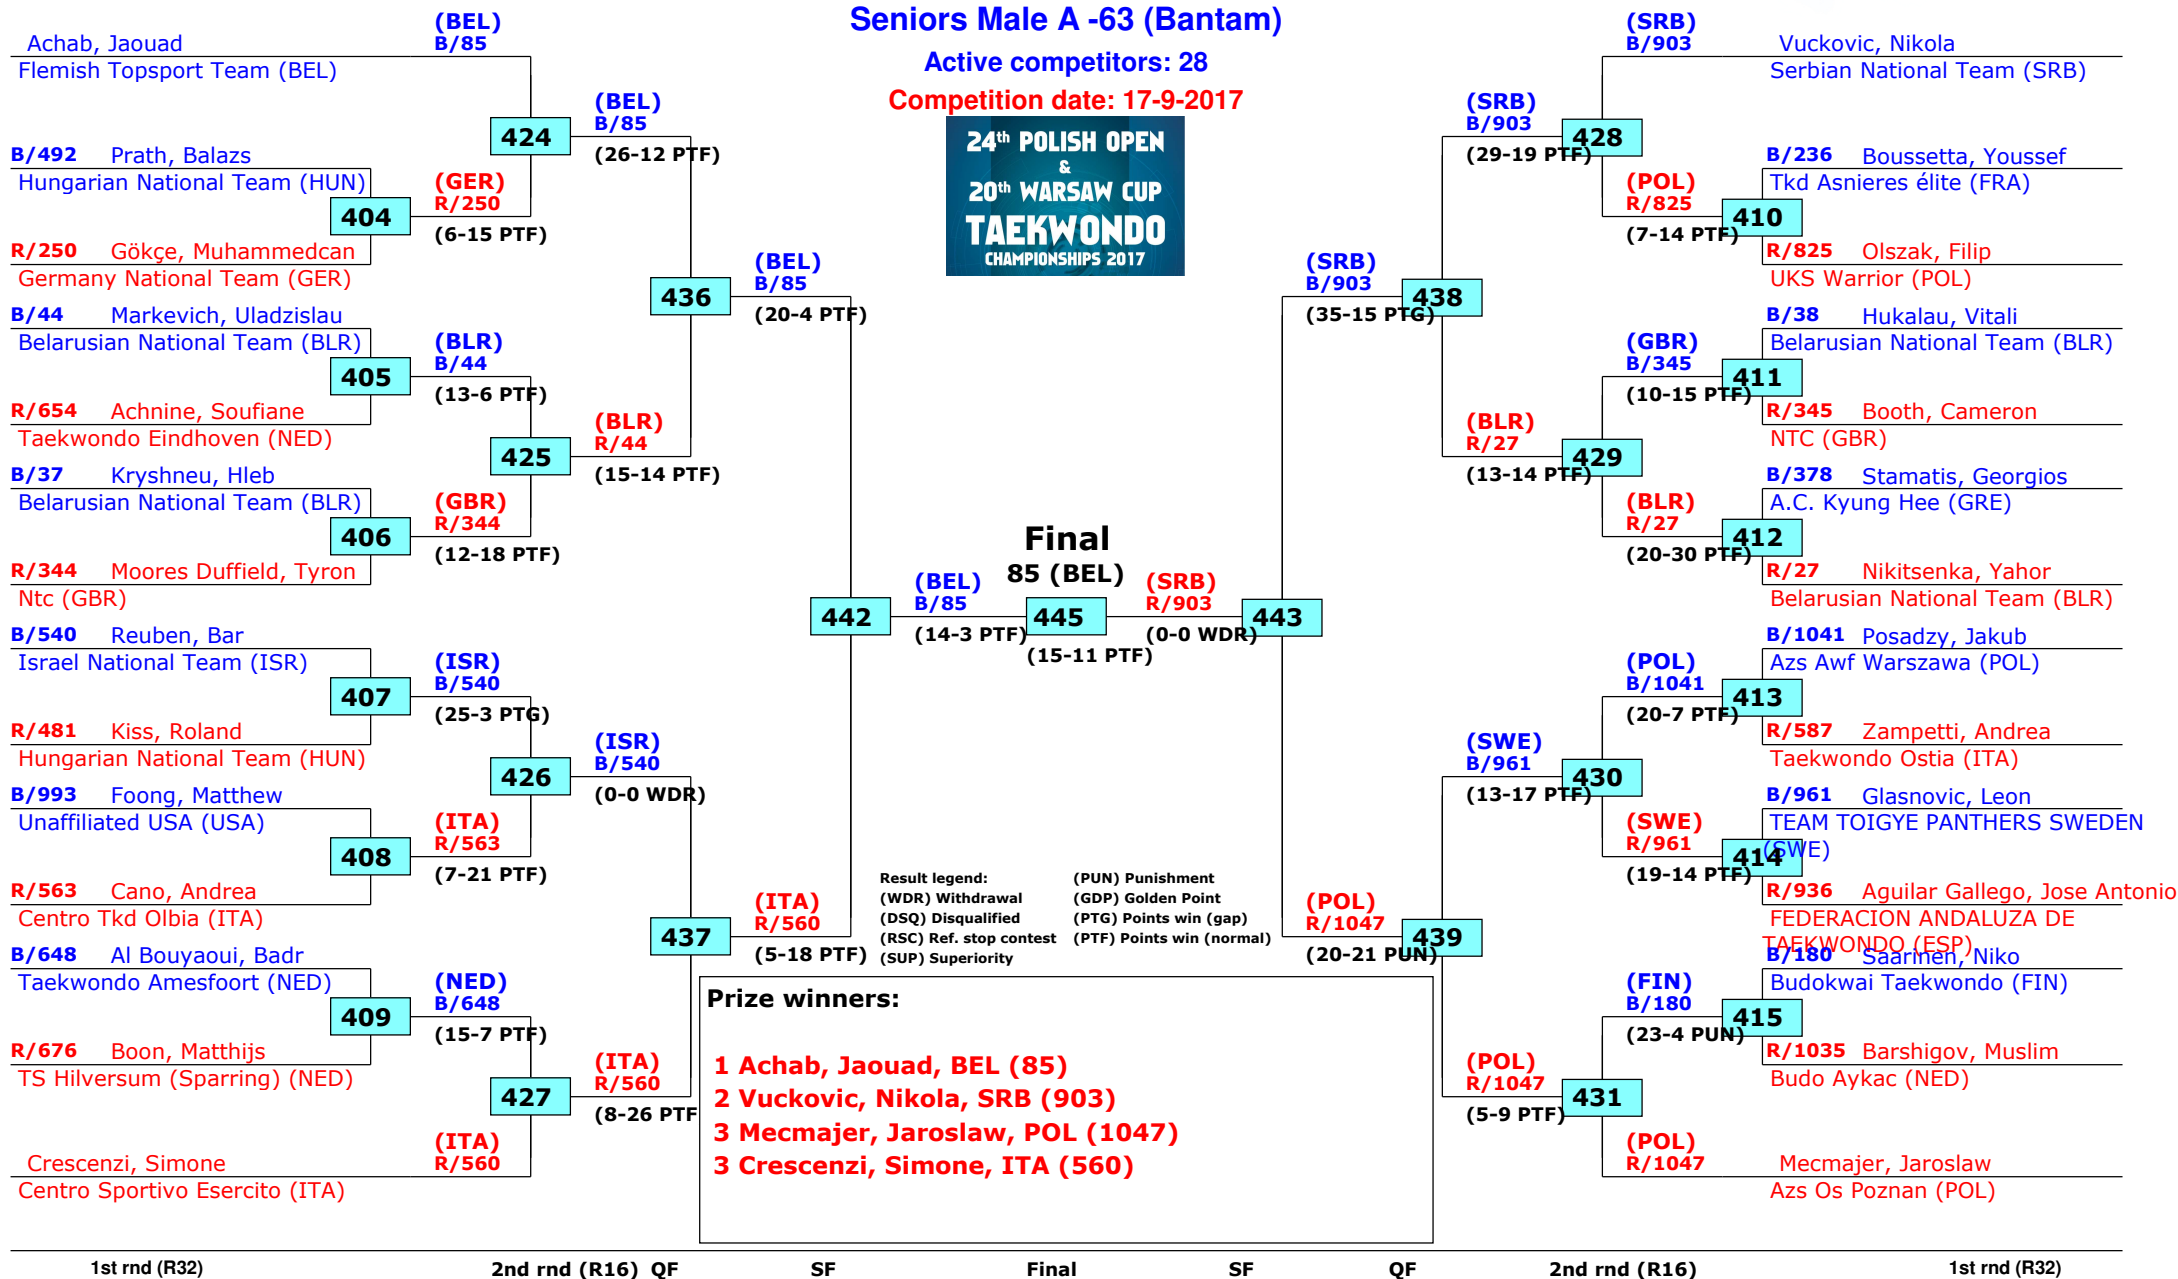 Seniors Male A -63 (Bantam)
Active competitors: 28
Competition date: 17-9-2017
24th POLISH OPEN
&
20th WARSAW CUP
TAEKWONDO
CHAMPIONSHIPS 2017
Achab, Jaouad
Flemish Topsport Team (BEL)
B/492 Prath, Balazs
Hungarian National Team (HUN)
404
R/250 Gökçe, Muhammedcan
Germany National Team (GER)
B/44 Markevich, Uladzislau
Belarusian National Team (BLR)
405
R/654 Achnine, Soufiane
Taekwondo Eindhoven (NED)
B/37 Kryshneu, Hleb
Belarusian National Team (BLR)
406
R/344 Moores Duffield, Tyron
Ntc (GBR)
B/540 Reuben, Bar
Israel National Team (ISR)
407
R/481 Kiss, Roland
Hungarian National Team (HUN)
B/993 Foong, Matthew
Unaffiliated USA (USA)
408
R/563 Cano, Andrea
Centro Tkd Olbia (ITA)
B/648 Al Bouyaoui, Badr
Taekwondo Amesfoort (NED)
409
R/676 Boon, Matthijs
TS Hilversum (Sparring) (NED)
Crescenzi, Simone
Centro Sportivo Esercito (ITA)
(BEL)
B/85
424
(GER)
R/250
(6-15 PTF)
(BLR)
B/44
(13-6 PTF)
425
(GBR)
R/344
(12-18 PTF)
(ISR)
B/540
(25-3 PTG)
426
(ITA)
R/563
(7-21 PTF)
(NED)
B/648
(15-7 PTF)
427
(ITA)
R/560
(BEL)
B/85
(26-12 PTF)
436
(BLR)
R/44
(15-14 PTF)
(ISR)
B/540
(0-0 WDR)
437
(ITA)
R/560
(8-26 PTF
(BEL)
B/85
(20-4 PTF)
442
(ITA)
R/560
(5-18 PTF)
(BEL)
B/85
(14-3 PTF)
Final
85 (BEL)
445
(15-11 PTF)
(SRB)
R/903
(0-0 WDR)
443
(SRB)
B/903
(35-15 PTG)
438
(POL)
R/1047
(20-21 PUN)
439
(SRB)
B/903
(29-19 PTF)
428
(BLR)
R/27
(13-14 PTF)
429
(SWE)
B/961
(13-17 PTF)
430
(POL)
R/1047
(5-9 PTF)
431
(SRB)
B/903
(POL)
R/825
(7-14 PTF)
410
(GBR)
B/345
(10-15 PTF)
411
(BLR)
R/27
(20-30 PTF)
412
(POL)
B/1041
(20-7 PTF)
413
(SWE)
R/961
(19-14 PTF)
414
(FIN)
B/180
(23-4 PUN)
415
(POL)
R/1047
Vuckovic, Nikola
Serbian National Team (SRB)
B/236 Boussetta, Youssef
Tkd Asnieres élite (FRA)
R/825 Olszak, Filip
UKS Warrior (POL)
B/38 Hukalau, Vitali
Belarusian National Team (BLR)
R/345 Booth, Cameron
NTC (GBR)
B/378 Stamatis, Georgios
A.C. Kyung Hee (GRE)
R/27 Nikitsenka, Yahor
Belarusian National Team (BLR)
B/1041 Posadzy, Jakub
Azs Awf Warszawa (POL)
R/587 Zampetti, Andrea
Taekwondo Ostia (ITA)
B/961 Glasnovic, Leon
TEAM TOIGYE PANTHERS SWEDEN
(SWE)
R/936 Aguilar Gallego, Jose Antonio
FEDERACION ANDALUZA DE
TAEKWONDO (ESP)
B/180 Saarinen, Niko
Budokwai Taekwondo (FIN)
R/1035 Barshigov, Muslim
Budo Aykac (NED)
Mecmajer, Jaroslaw
Azs Os Poznan (POL)
Result legend: (PUN) Punishment
(WDR) Withdrawal (GDP) Golden Point
(DSQ) Disqualified (PTG) Points win (gap)
(RSC) Ref. stop contest (PTF) Points win (normal)
(SUP) Superiority
Prize winners:
1 Achab, Jaouad, BEL (85)
2 Vuckovic, Nikola, SRB (903)
3 Mecmajer, Jaroslaw, POL (1047)
3 Crescenzi, Simone, ITA (560)
1st rnd (R32) 2nd rnd (R16) QF SF Final SF QF 2nd rnd (R16) 1st rnd (R32)